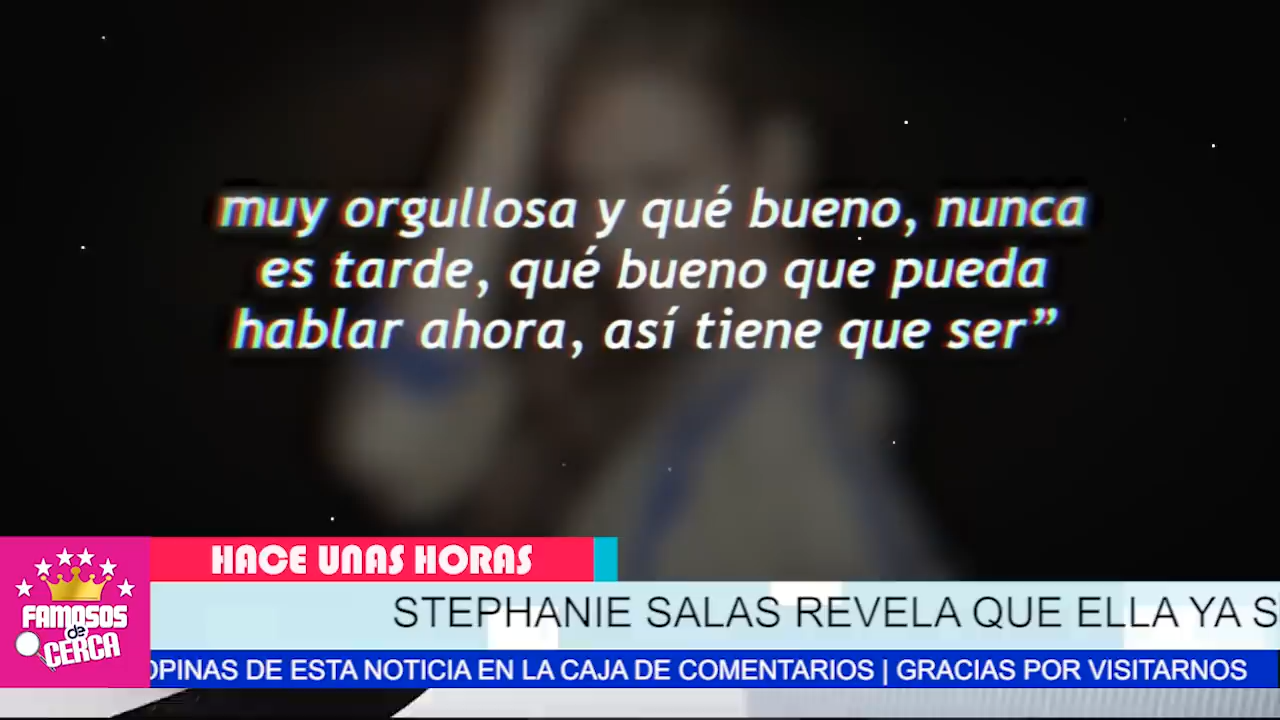 muy orgullosa y qué bueno, nunca
es tarde, qué bueno que pueda
hablar ahora, así tiene que ser”
HACE UNAS HORAS
FAMOSOS
de
CERCA
STEPHANIE SALAS REVELA QUE ELLA YA S
OPINAS DE ESTA NOTICIA EN LA CAJA DE COMENTARIOS | GRACIAS POR VISITARNOS